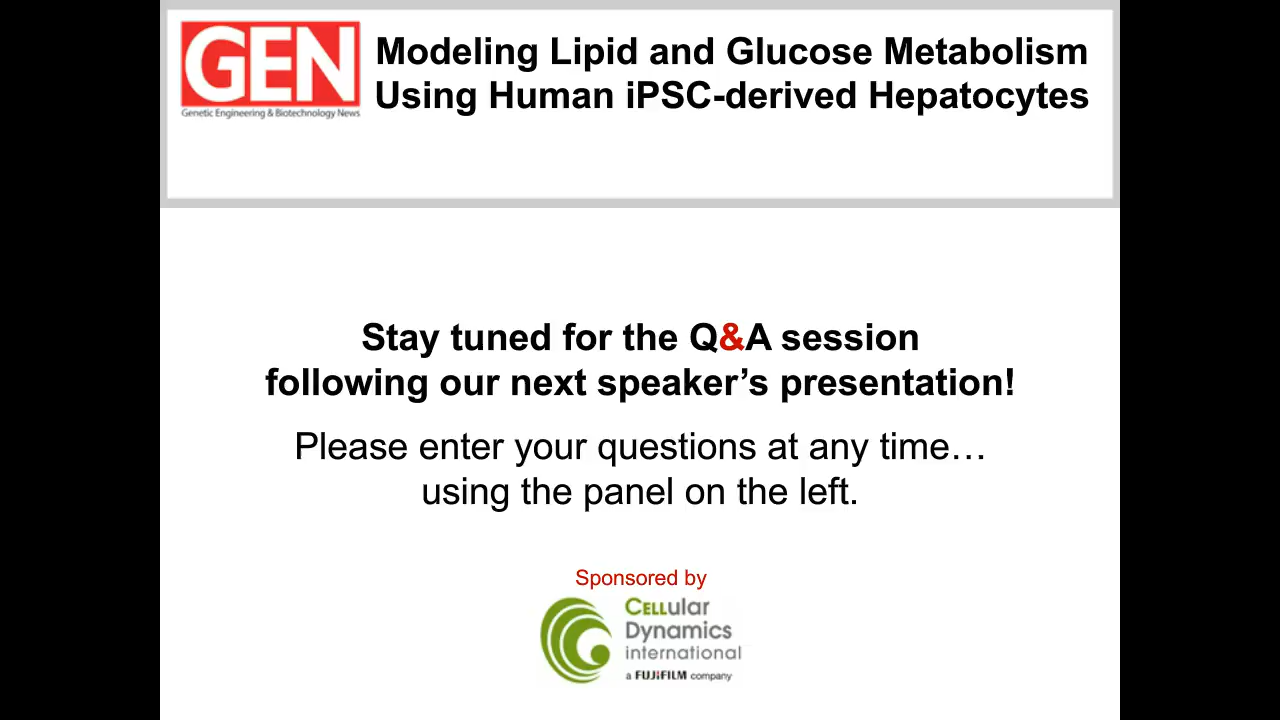 GEN
Genetic Engineering & Biotechnology News
Modeling Lipid and Glucose Metabolism
Using Human iPSC-derived Hepatocytes
Stay tuned for the Q&A session
following our next speaker’s presentation!
Please enter your questions at any time…
using the panel on the left.
Sponsored by
CELLular
Dynamics
international
a FUJIFILM company